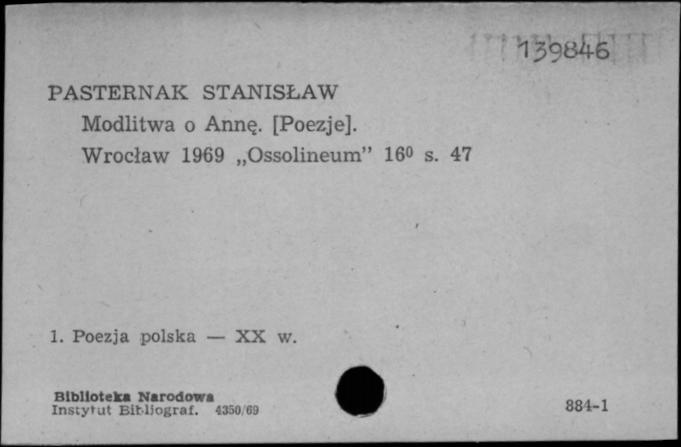 139846
PASTERNAK STANISŁAW
Modlitwa o Annę. [Poezje].
Wrocław 1969 „Ossolineum” 16⁰ s. 47
1. Poezja polska — XX w.
Biblioteka Narodowa
Instytut Bibliograf. 4350/69
884-1